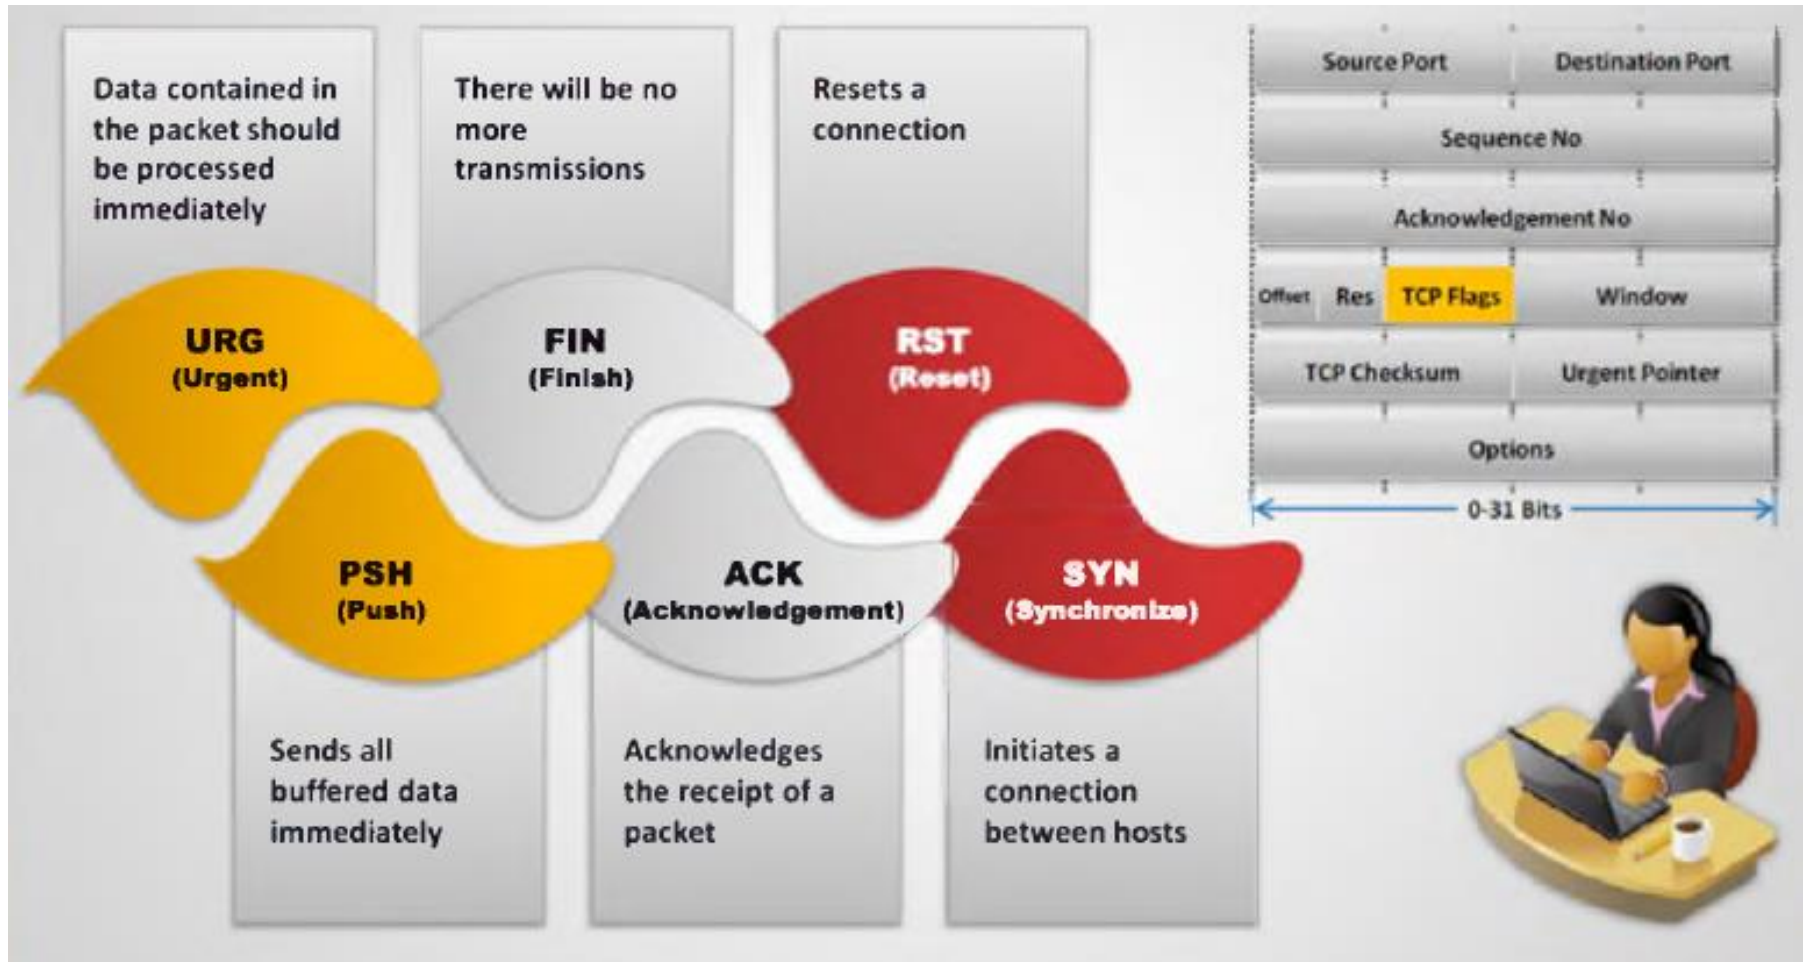 Data contained in
the packet should
be processed
immediately
URG
(Urgent)
There will be no
more
transmissions
FIN
(Finish)
Resets a
connection
RST
(Reset)
PSH
(Push)
Sends all
buffered data
immediately
ACK
(Acknowledgement)
Acknowledges
the receipt of a
packet
SYN
(Synchronize)
Initiates a
connection
between hosts
Source Port Destination Port
Sequence No
Acknowledgement No
Offset Res TCP Flags Window
TCP Checksum Urgent Pointer
Options
0-31 Bits